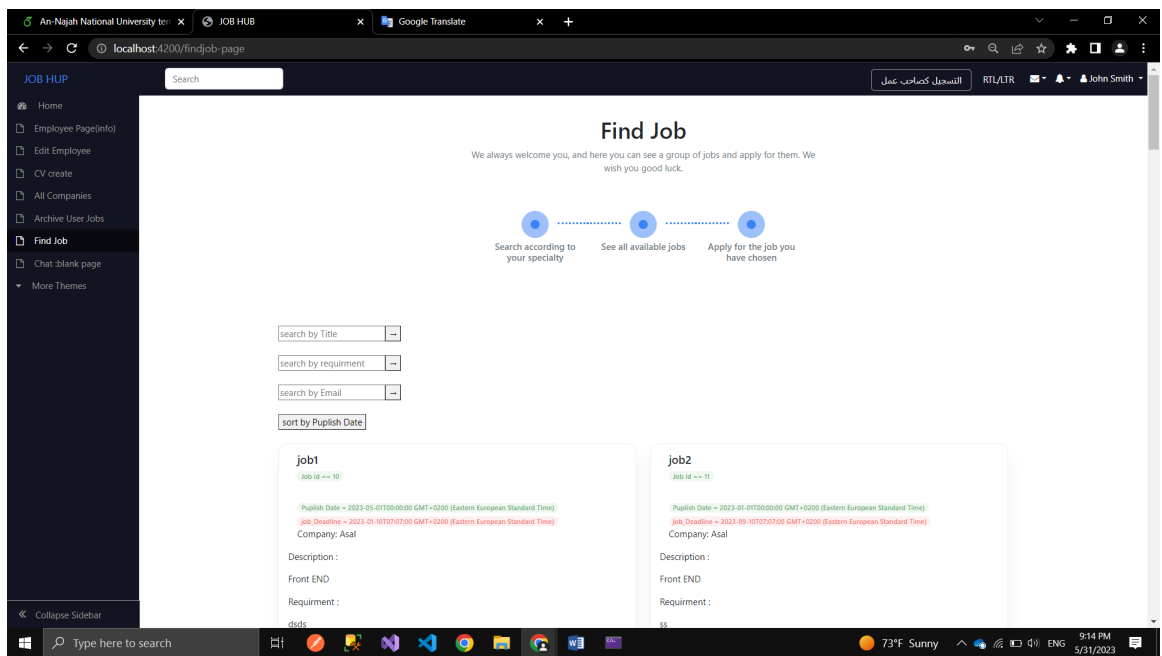 An-Najah National University ten
JOB HUB
Google Translate
localhost:4200/findjob-page
JOB HUP
Search
التسجيل كصاحب عمل
RTL/LTR
John Smith
Home
Employee Page(info)
Edit Employee
CV create
All Companies
Archive User Jobs
Find Job
Chat :blank page
More Themes
Collapse Sidebar
Find Job
We always welcome you, and here you can see a group of jobs and apply for them. We
wish you good luck.
Search according to
your specialty
See all available jobs
Apply for the job you
have chosen
search by Title
→
search by requirment
→
search by Email
→
sort by Puplish Date
job1
Job id == 10
Puplish Date = 2023-05-01T00:00:00 GMT+0200 (Eastern European Standard Time)
job_Deadline = 2023-01-10T07:07:00 GMT+0200 (Eastern European Standard Time)
Company: Asal
Description :
Front END
Requirment :
dsds
job2
Job id == 11
Puplish Date = 2023-01-01T00:00:00 GMT+0200 (Eastern European Standard Time)
job_Deadline = 2023-09-10T07:07:00 GMT+0200 (Eastern European Standard Time)
Company: Asal
Description :
Front END
Requirment :
ss
Type here to search
73°F Sunny
ENG
9:14 PM
5/31/2023